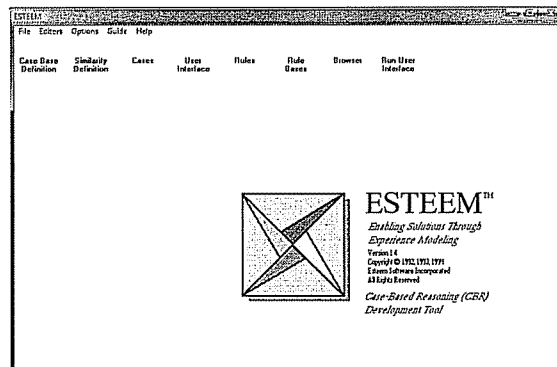 ESTEEM
File Editors Options Guide Help
Case Base Definition
Similarity Definition
Cases
User Interface
Rules
Rule Bases
Browser
Run User Interface
ESTEEM™
Enabling Solutions Through
Experience Modeling
Version 1.4
Copyright © 1992, 1993, 1994
Esteem Software Incorporated
All Rights Reserved
Case-Based Reasoning (CBR)
Development Tool